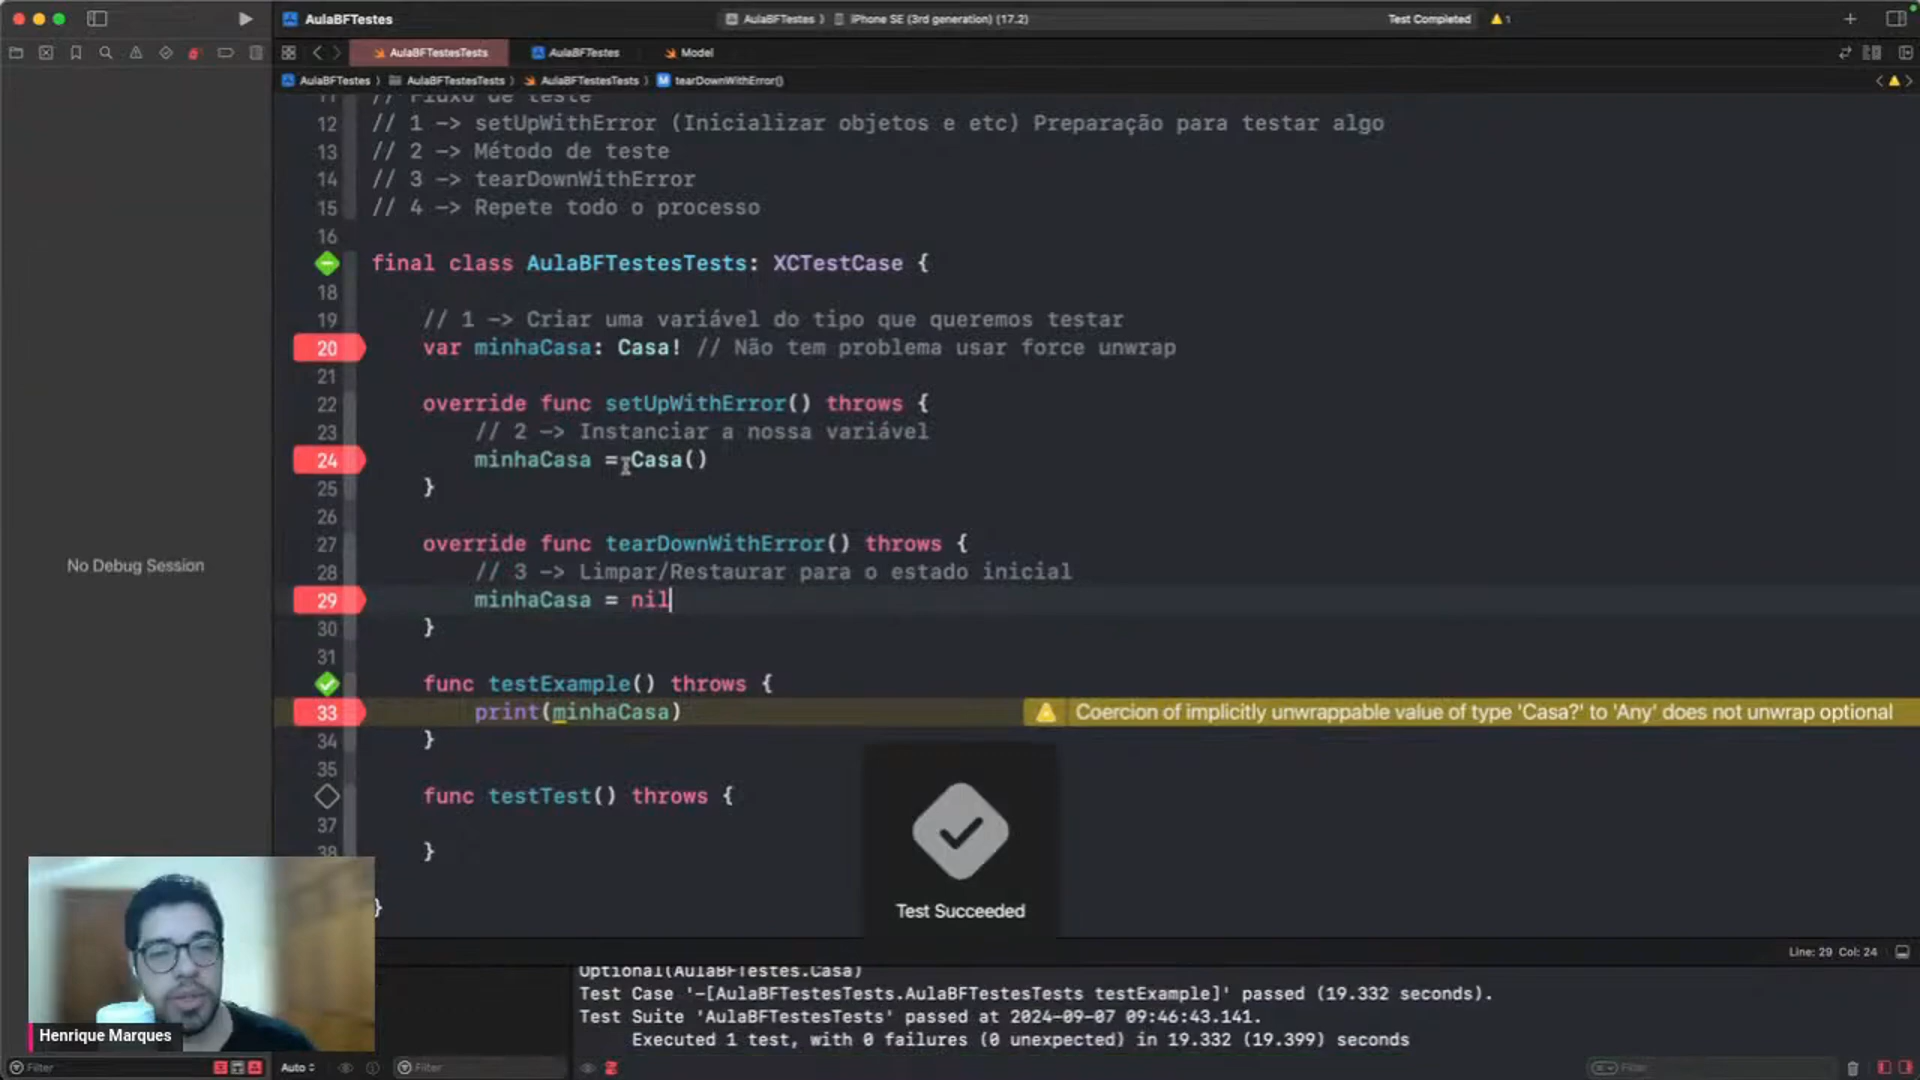 AulaBFTestes
AulaBFTestes ⟩ iPhone SE (3rd generation) (17.2)
Test Completed
1
AulaBFTestesTests
AulaBFTestes
Model
AulaBFTestes ⟩ AulaBFTestesTests ⟩ AulaBFTestesTests ⟩ M tearDownWithError()
11 // Fluxo de teste
12 // 1 -> setUpWithError (Inicializar objetos e etc) Preparação para testar algo
13 // 2 -> Método de teste
14 // 3 -> tearDownWithError
15 // 4 -> Repete todo o processo
16
final class AulaBFTestesTests: XCTestCase {
18
19 // 1 -> Criar uma variável do tipo que queremos testar
20 var minhaCasa: Casa! // Não tem problema usar force unwrap
21
22 override func setUpWithError() throws {
23 // 2 -> Instanciar a nossa variável
24 minhaCasa = Casa()
25 }
26
27 override func tearDownWithError() throws {
28 // 3 -> Limpar/Restaurar para o estado inicial
29 minhaCasa = nil
30 }
31
func testExample() throws {
33 print(minhaCasa) Coercion of implicitly unwrappable value of type 'Casa?' to 'Any' does not unwrap optional
34 }
35
func testTest() throws {
37
38 }
}
No Debug Session
Test Succeeded
Henrique Marques
Line: 29 Col: 24
Optional(AulaBFTestes.Casa)
Test Case '-[AulaBFTestesTests.AulaBFTestesTests testExample]' passed (19.332 seconds).
Test Suite 'AulaBFTestesTests' passed at 2024-09-07 09:46:43.141.
Executed 1 test, with 0 failures (0 unexpected) in 19.332 (19.399) seconds
Filter
Auto
Filter
Filter